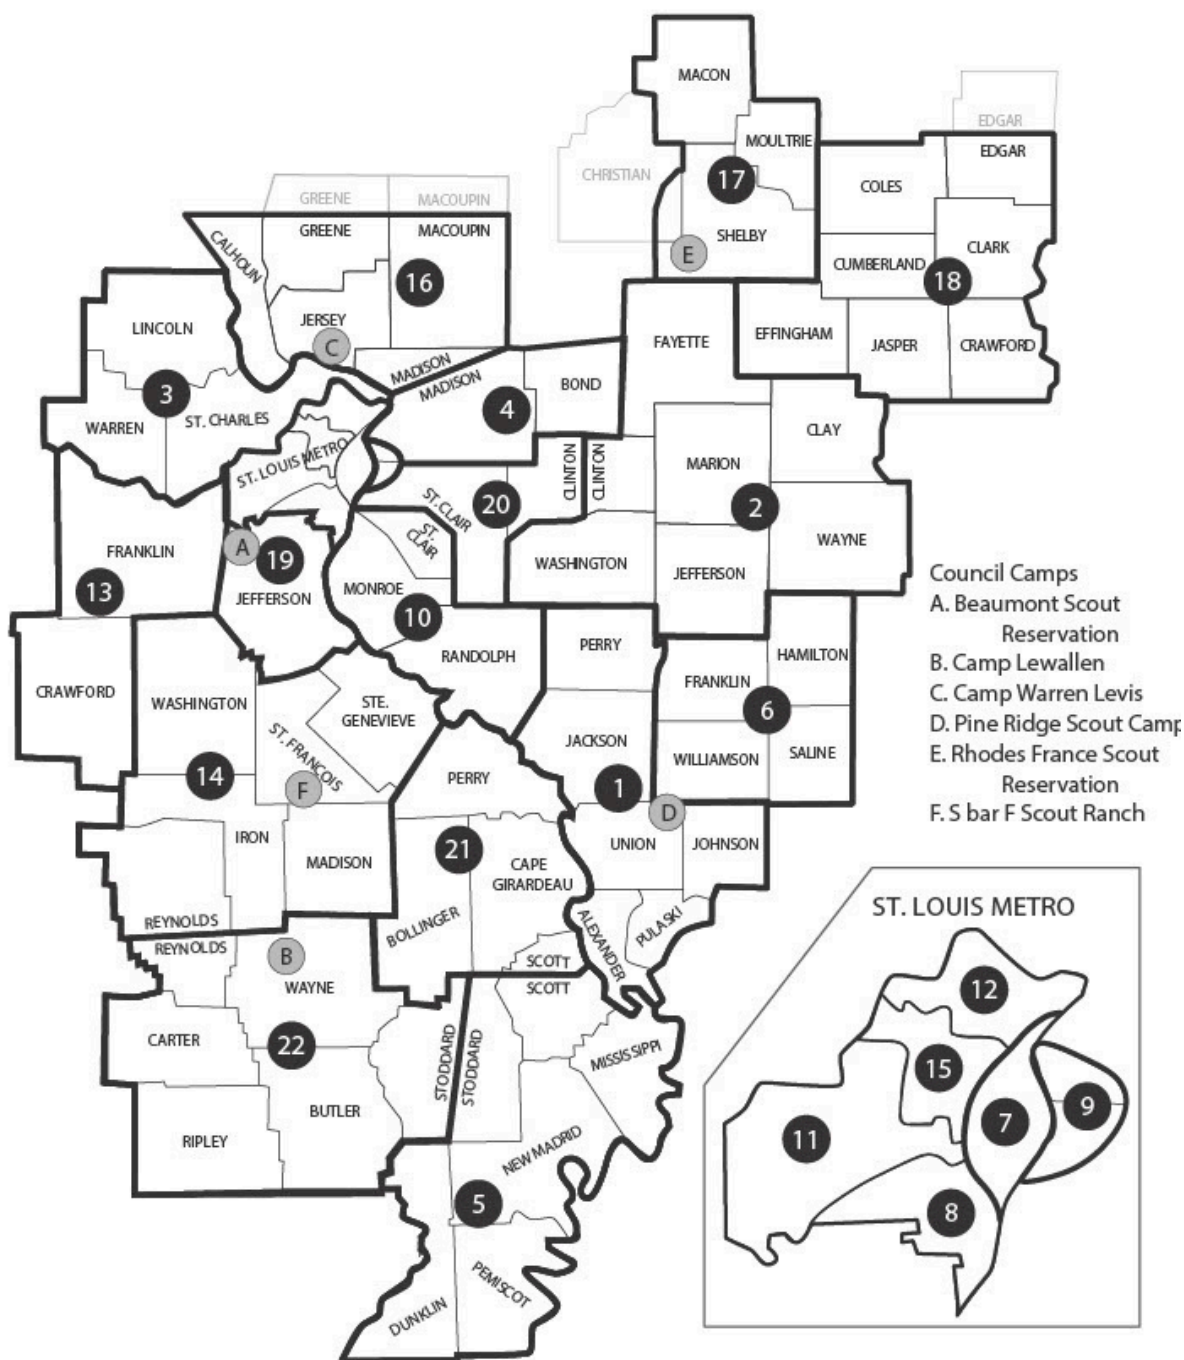 MACON
EDGAR
MOULTRIE
EDGAR
CHRISTIAN
17
COLES
GREENE
MACOUPIN
GREENE
MACOUPIN
SHELBY
CLARK
CALHOUN
E
CUMBERLAND
18
16
LINCOLN
JERSEY
C
FAYETTE
EFFINGHAM
JASPER
CRAWFORD
MADISON
MADISON
BOND
3
4
ST. CHARLES
WARREN
CLAY
ST. LOUIS METRO
MARION
CLINTON
CLINTON
20
2
ST. CLAIR
ST. CLAIR
FRANKLIN
A
19
WAYNE
WASHINGTON
JEFFERSON
13
JEFFERSON
MONROE
10
RANDOLPH
PERRY
HAMILTON
CRAWFORD
WASHINGTON
STE.
GENEVIEVE
FRANKLIN
6
ST. FRANCOIS
JACKSON
WILLIAMSON
SALINE
14
F
PERRY
1
D
IRON
MADISON
21
CAPE
GIRARDEAU
UNION
JOHNSON
REYNOLDS
BOLLINGER
ALEXANDER
PULASKI
REYNOLDS
B
WAYNE
SCOTT
SCOTT
CARTER
22
STODDARD
STODDARD
MISSISSIPPI
BUTLER
RIPLEY
NEW MADRID
5
PEMISCOT
DUNKLIN
Council Camps
A. Beaumont Scout
Reservation
B. Camp Lewallen
C. Camp Warren Levis
D. Pine Ridge Scout Camp
E. Rhodes France Scout
Reservation
F. S bar F Scout Ranch
ST. LOUIS METRO
12
15
11
7
9
8